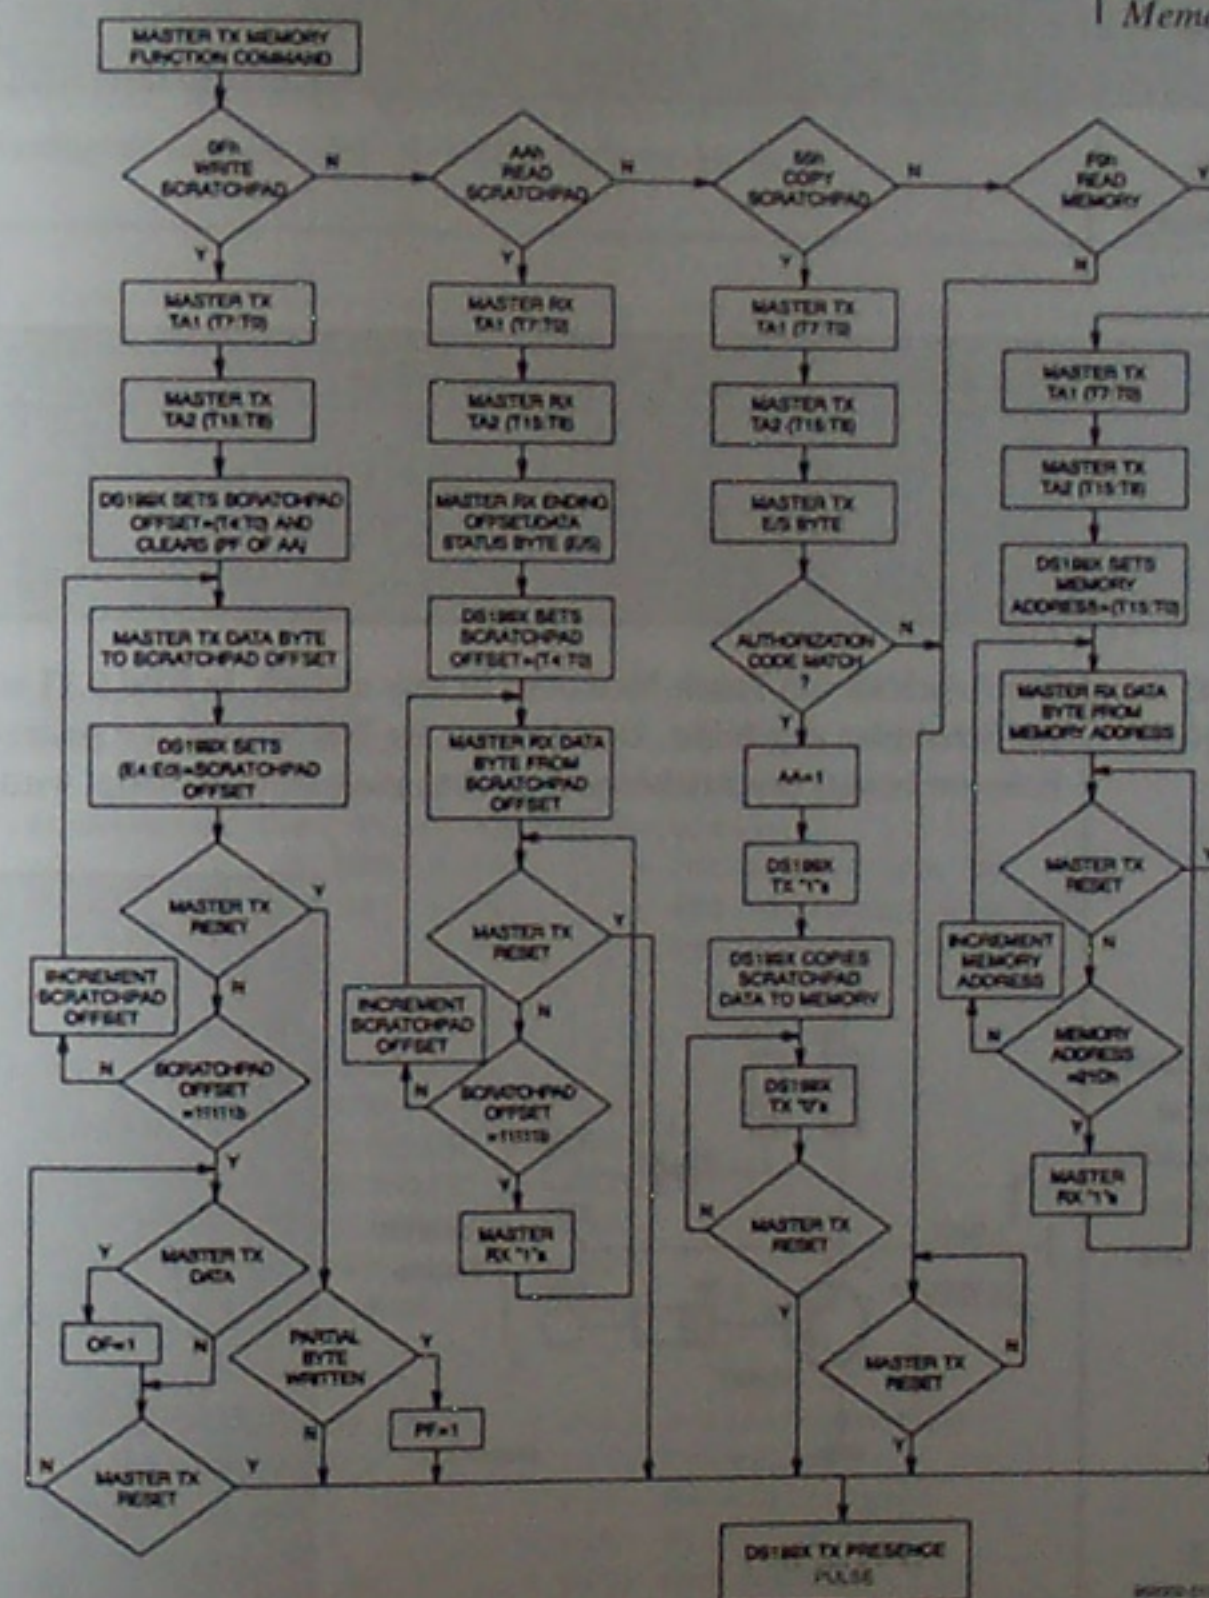 Mem
MASTER TX MEMORY
FUNCTION COMMAND
0Fh
WRITE
SCRATCHPAD
N
AAh
READ
SCRATCHPAD
N
55h
COPY
SCRATCHPAD
N
F0h
READ
MEMORY
Y
Y
Y
Y
N
MASTER TX
TA1 (T7:T0)
MASTER TX
TA2 (T15:T8)
DS199X SETS SCRATCHPAD
OFFSET=(T4:T0) AND
CLEARS (PF OF AA)
MASTER TX DATA BYTE
TO SCRATCHPAD OFFSET
DS199X SETS
(E4:E0)=SCRATCHPAD
OFFSET
MASTER TX
RESET
Y
N
INCREMENT
SCRATCHPAD
OFFSET
N
SCRATCHPAD
OFFSET
=11111b
Y
MASTER TX
DATA
Y
N
OF=1
PARTIAL
BYTE
WRITTEN
Y
N
PF=1
MASTER TX
RESET
N
Y
MASTER RX
TA1 (T7:T0)
MASTER RX
TA2 (T15:T8)
MASTER RX ENDING
OFFSET/DATA
STATUS BYTE (E/S)
DS199X SETS
SCRATCHPAD
OFFSET=(T4:T0)
MASTER RX DATA
BYTE FROM
SCRATCHPAD
OFFSET
MASTER TX
RESET
Y
N
INCREMENT
SCRATCHPAD
OFFSET
N
SCRATCHPAD
OFFSET
=11111b
Y
MASTER
RX "1"s
MASTER TX
TA1 (T7:T0)
MASTER TX
TA2 (T15:T8)
MASTER TX
E/S BYTE
AUTHORIZATION
CODE MATCH
?
N
Y
AA=1
DS199X
TX "1"s
DS199X COPIES
SCRATCHPAD
DATA TO MEMORY
DS199X
TX "0"s
MASTER TX
RESET
N
Y
MASTER TX
RESET
N
Y
MASTER TX
TA1 (T7:T0)
MASTER TX
TA2 (T15:T8)
DS199X SETS
MEMORY
ADDRESS=(T15:T0)
MASTER RX DATA
BYTE FROM
MEMORY ADDRESS
MASTER TX
RESET
Y
N
INCREMENT
MEMORY
ADDRESS
N
MEMORY
ADDRESS
=21Dh
Y
MASTER
RX "1"s
DS199X TX PRESENCE
PULSE